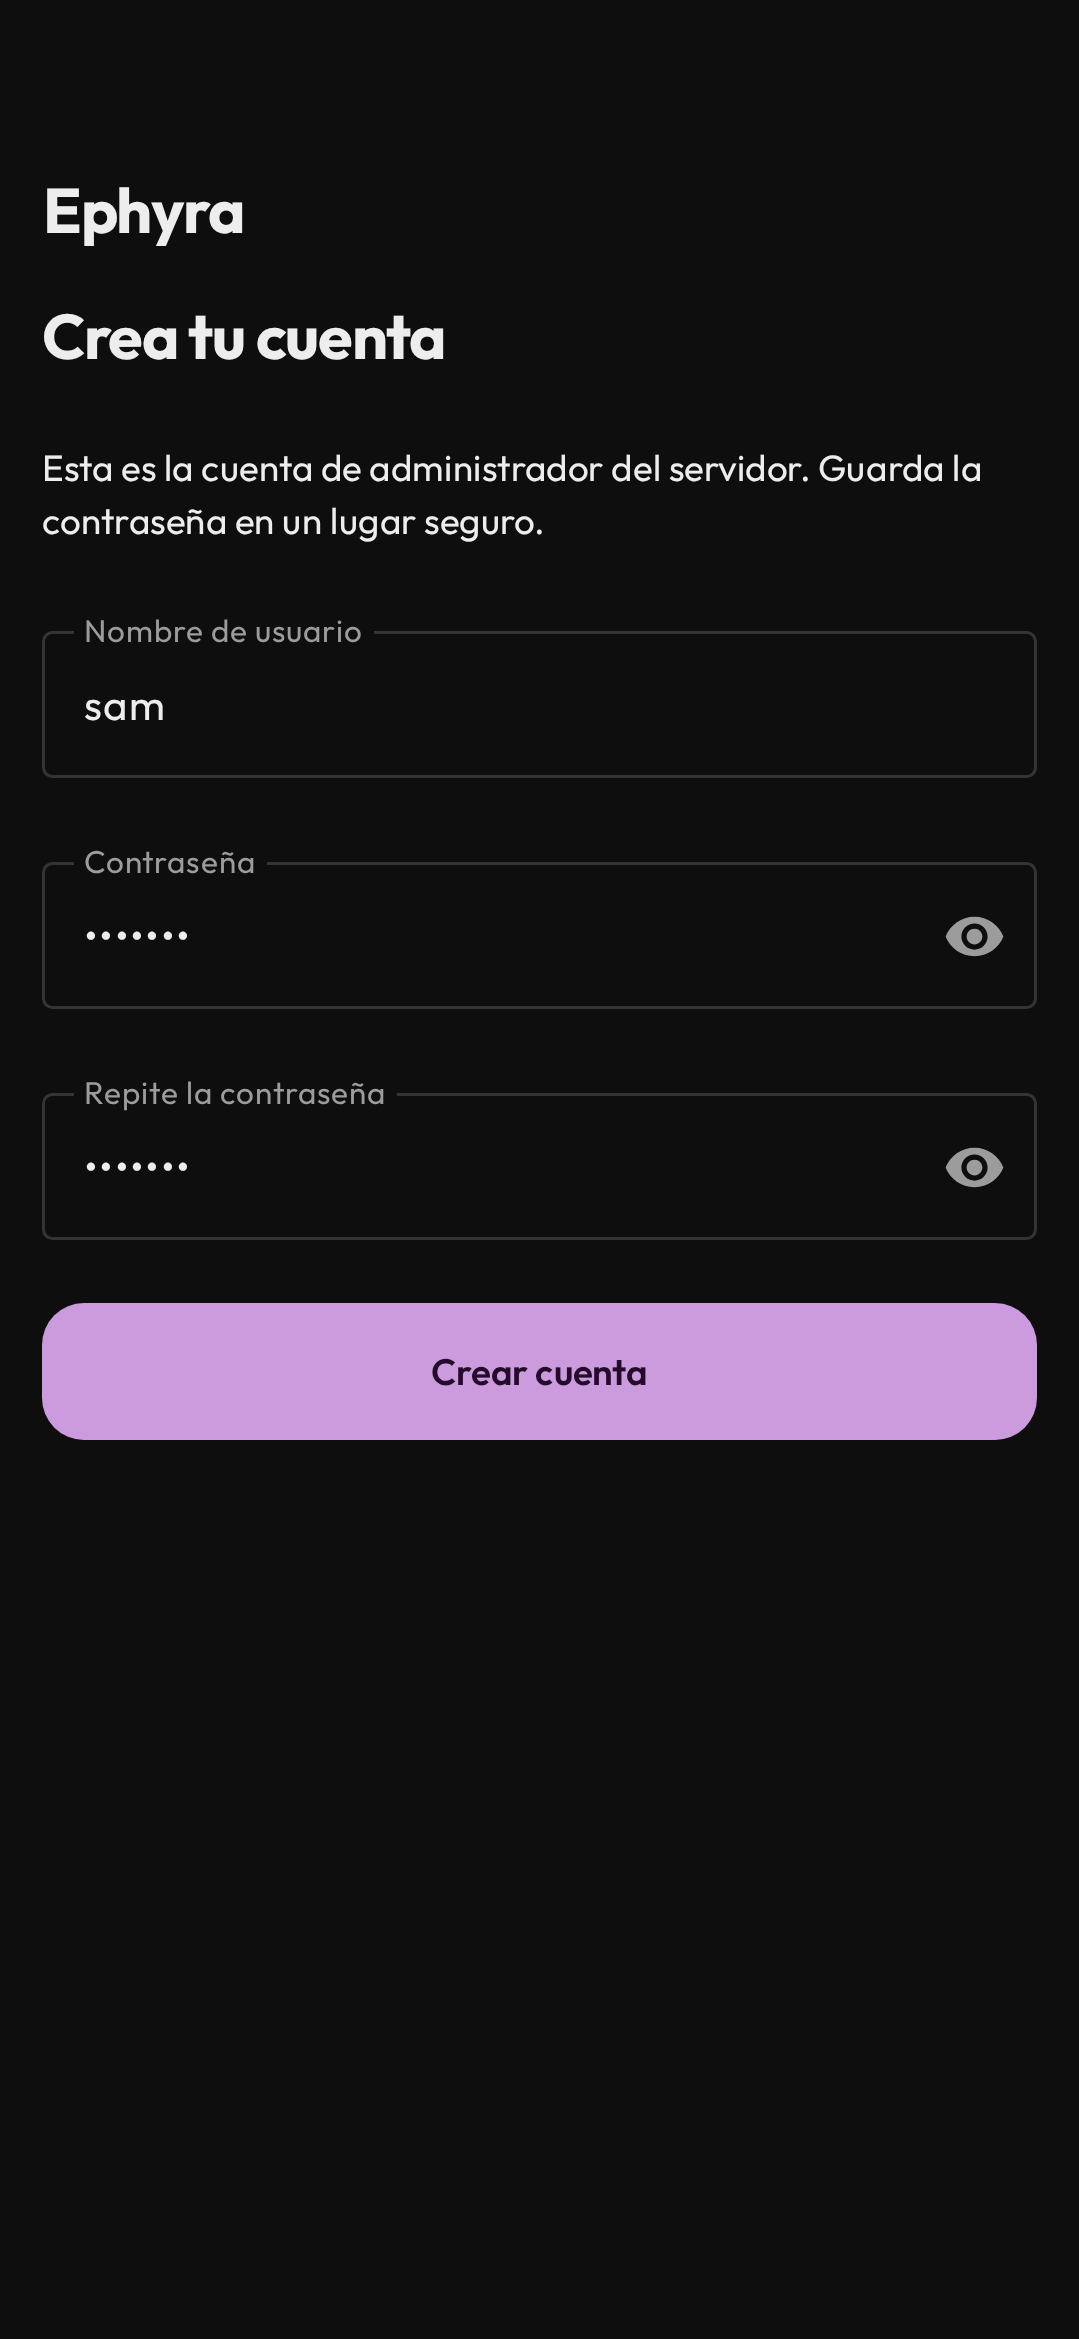 Ephyra
Crea tu cuenta
Esta es la cuenta de administrador del servidor. Guarda la
contraseña en un lugar seguro.
Nombre de usuario
sam
Contraseña
•••••••
Repite la contraseña
•••••••
Crear cuenta